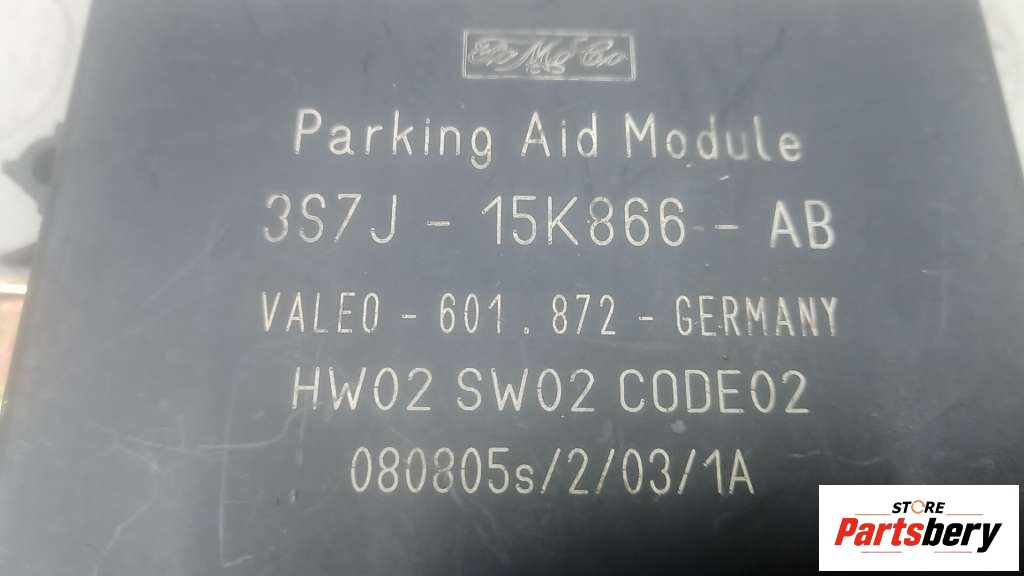 FoMoCo
Parking Aid Module
3S7J - 15K866 - AB
VALEO - 601.872 - GERMANY
HW02 SW02 CODE02
080805s/2/03/1A
STORE
Partsbery